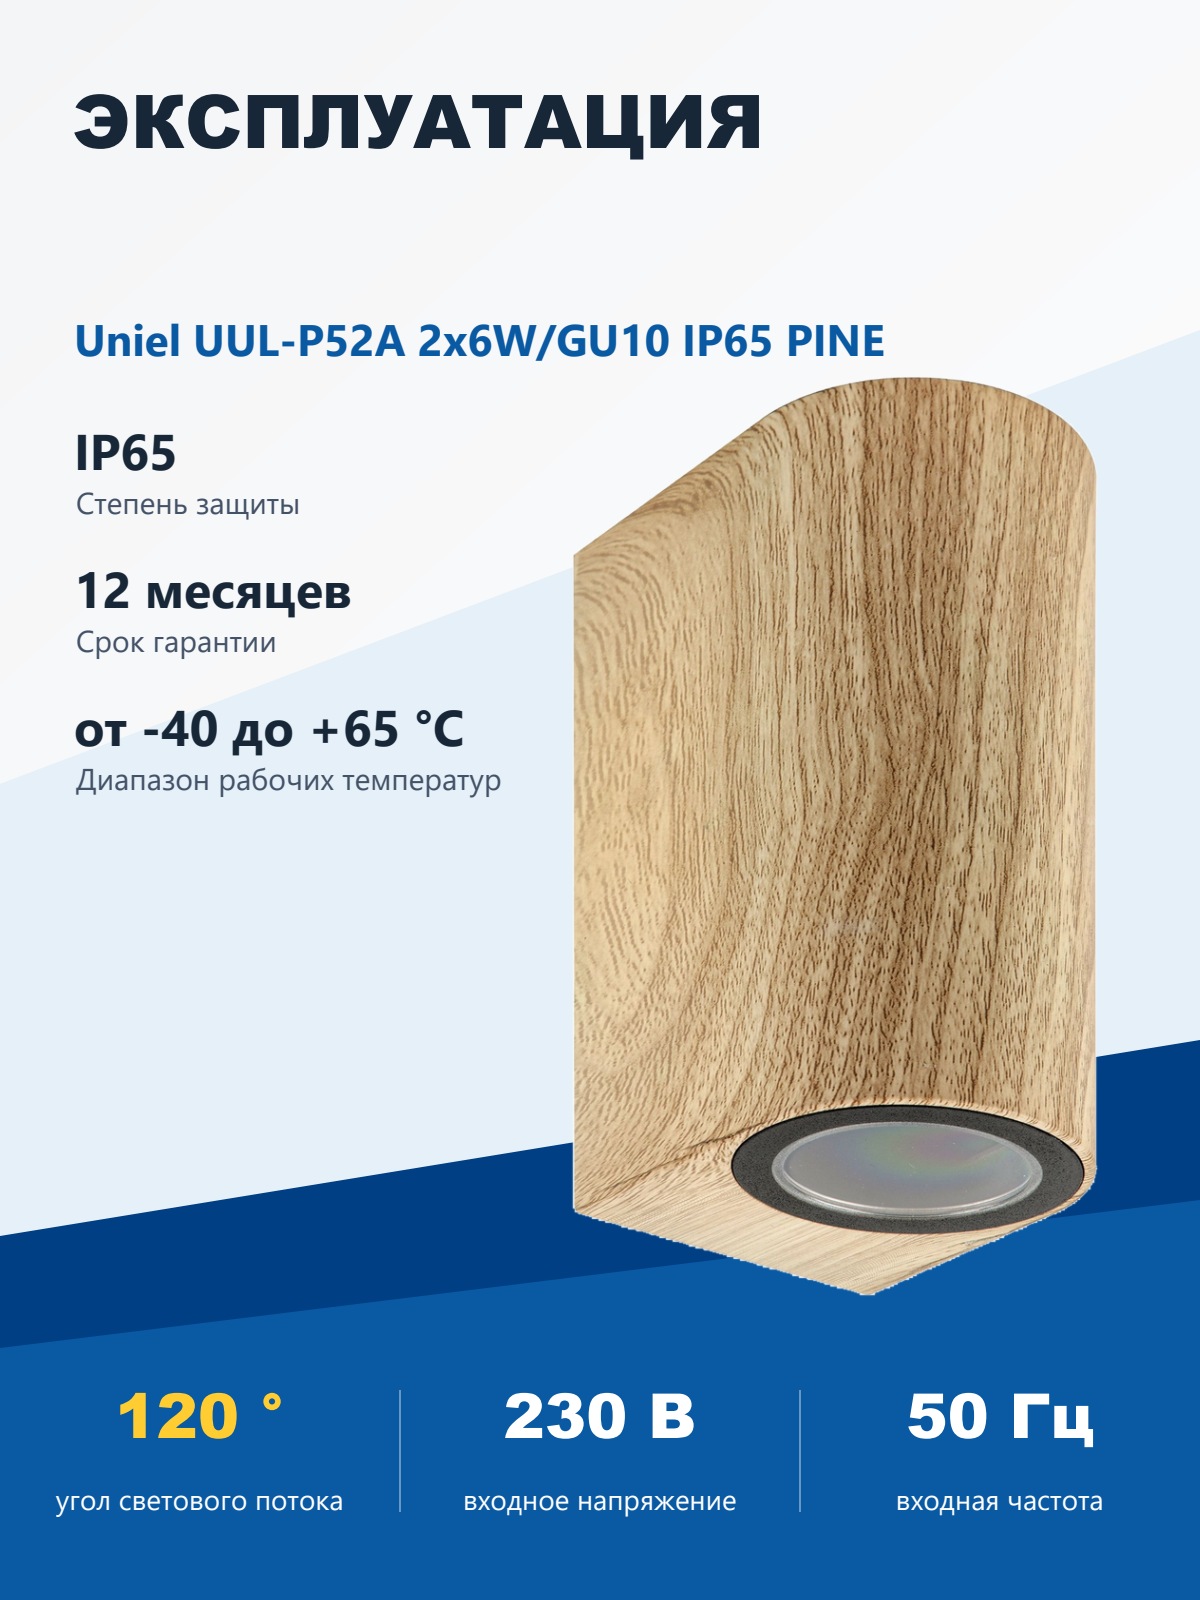 ЭКСПЛУАТАЦИЯ
Uniel UUL-P52A 2x6W/GU10 IP65 PINE
IP65
Степень защиты
12 месяцев
Срок гарантии
от -40 до +65 °C
Диапазон рабочих температур
120 °
угол светового потока
230 В
входное напряжение
50 Гц
входная частота